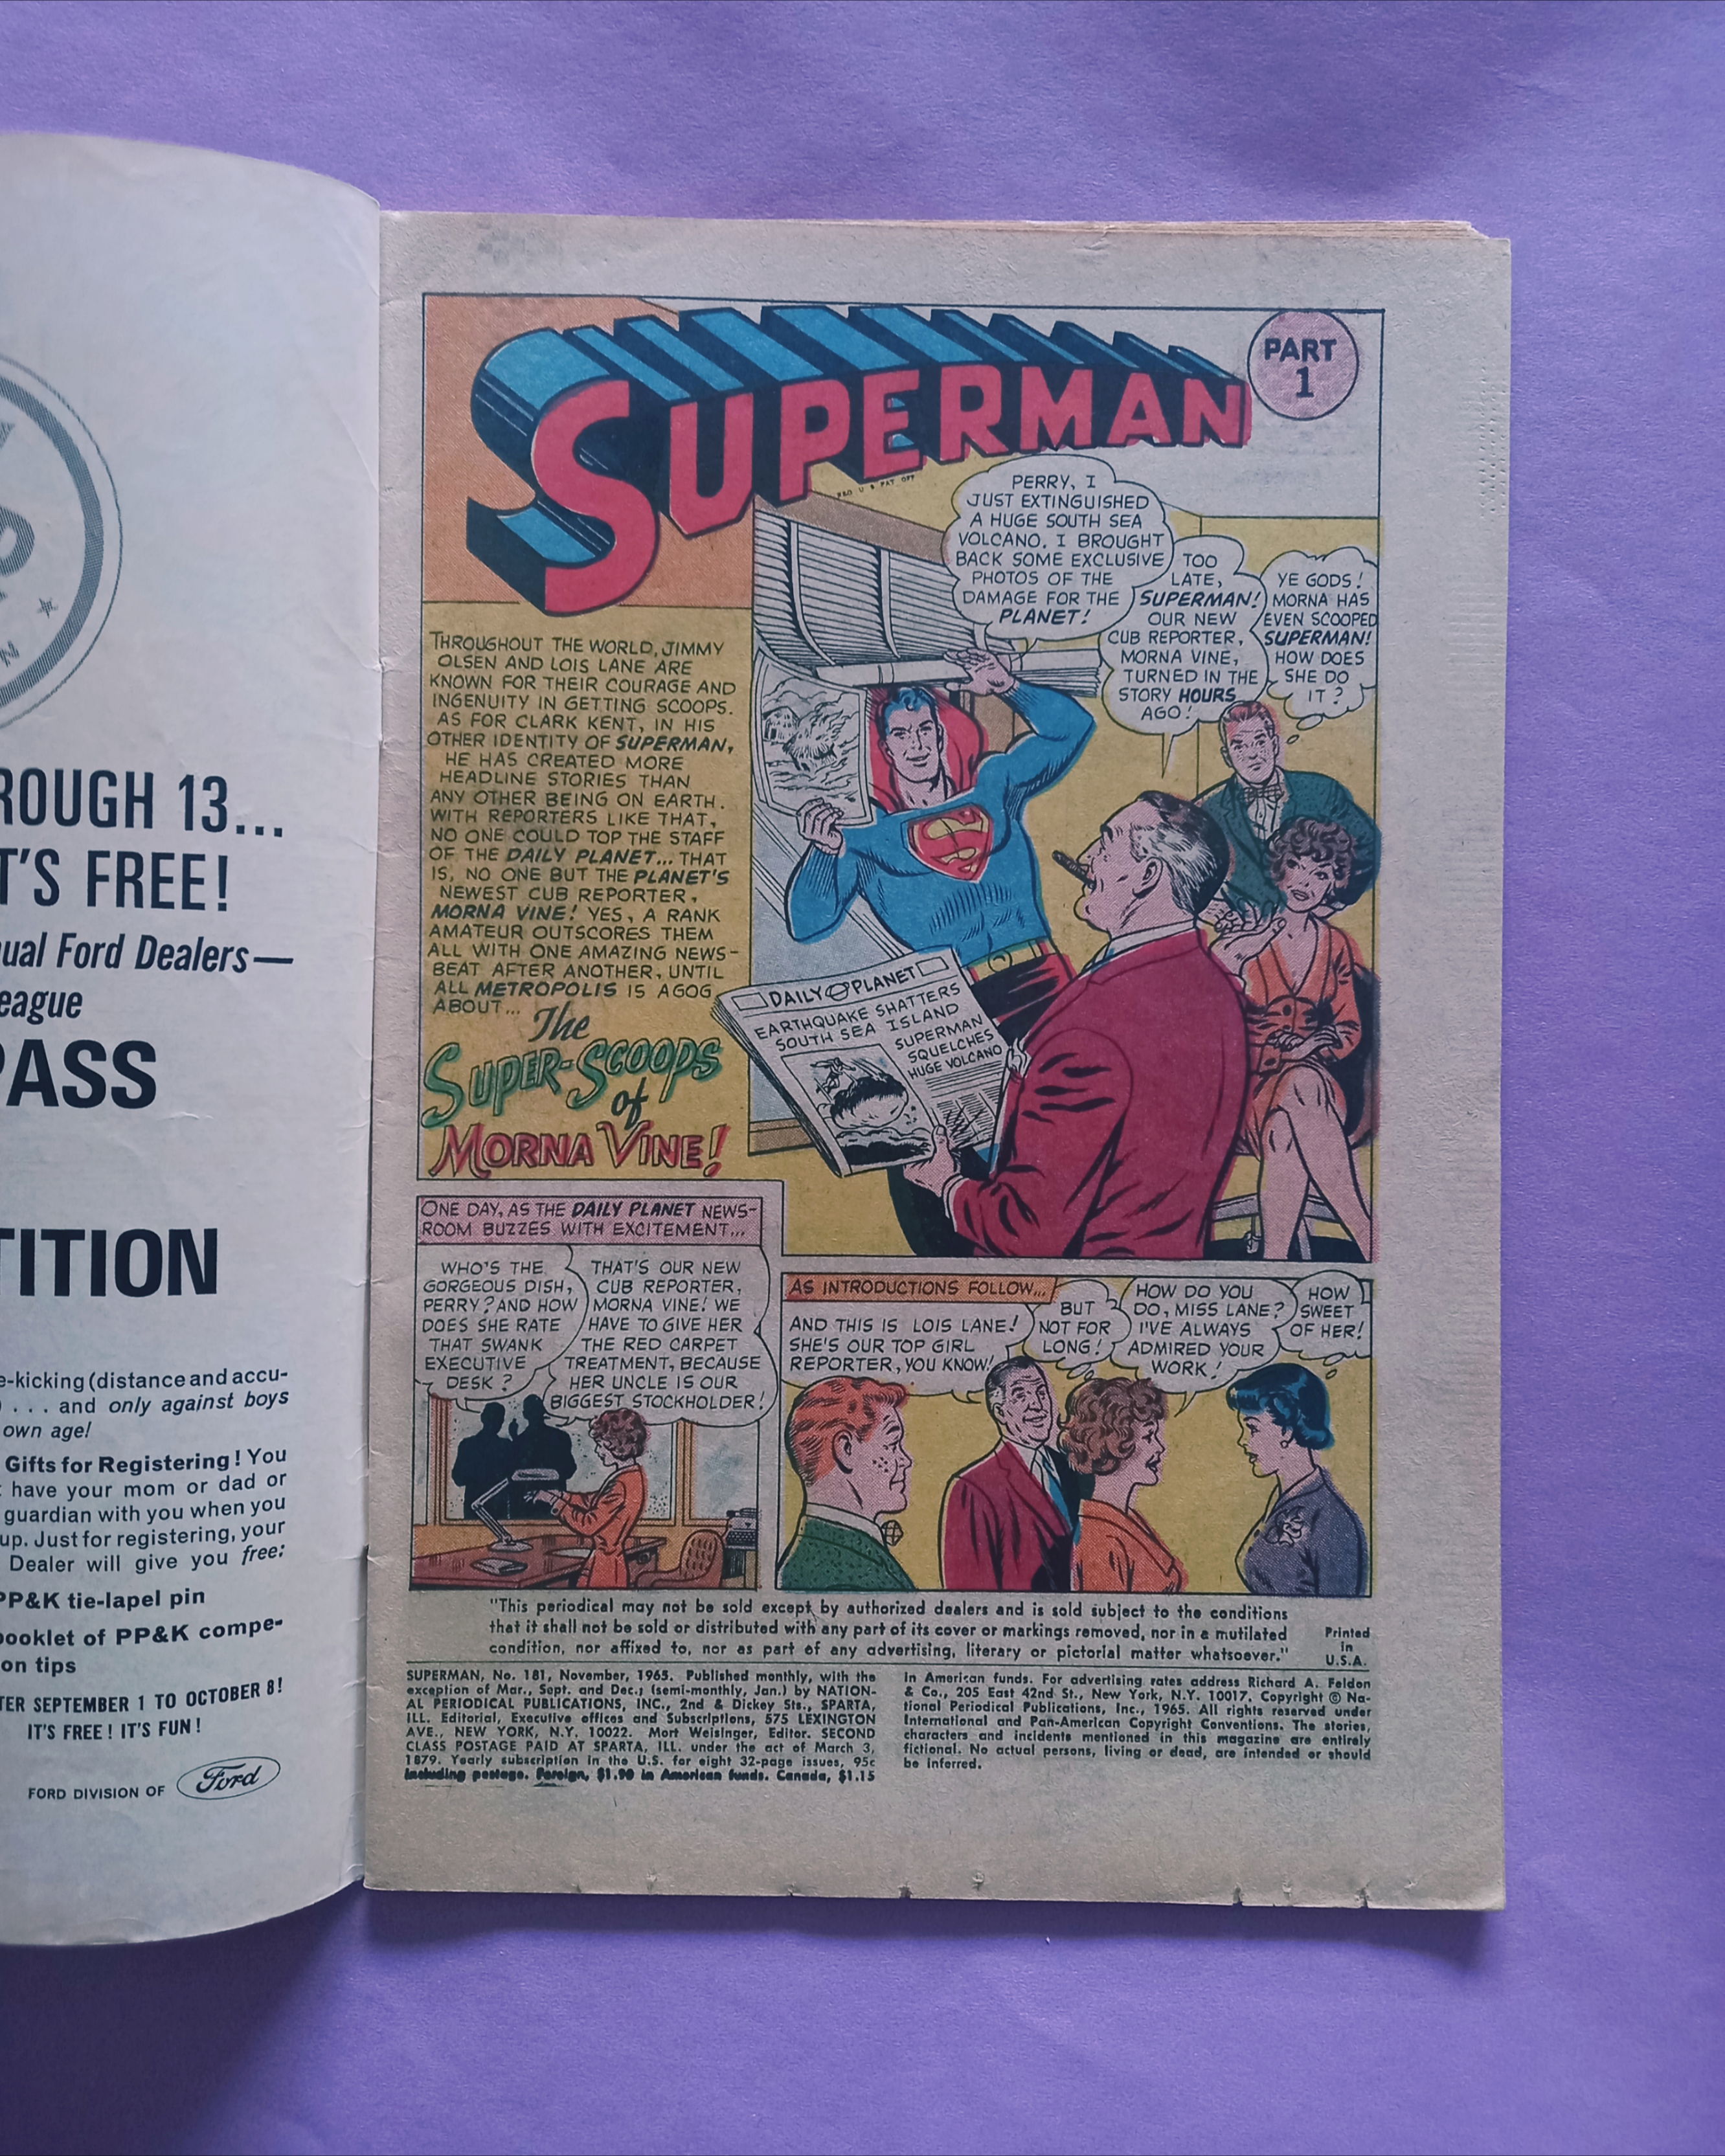 ROUGH 13...
T'S FREE!
ual Ford Dealers—
eague
PASS
TITION
e-kicking (distance and accu-
) . . . and only against boys
own age!
Gifts for Registering! You
t have your mom or dad or
guardian with you when you
up. Just for registering, your
Dealer will give you free:
PP&K tie-lapel pin
booklet of PP&K compe-
on tips
TER SEPTEMBER 1 TO OCTOBER 8!
IT'S FREE! IT'S FUN!
FORD DIVISION OF Ford
SUPERMAN
REG U S PAT OFF
PART
1
THROUGHOUT THE WORLD, JIMMY
OLSEN AND LOIS LANE ARE
KNOWN FOR THEIR COURAGE AND
INGENUITY IN GETTING SCOOPS.
AS FOR CLARK KENT, IN HIS
OTHER IDENTITY OF SUPERMAN,
HE HAS CREATED MORE
HEADLINE STORIES THAN
ANY OTHER BEING ON EARTH.
WITH REPORTERS LIKE THAT,
NO ONE COULD TOP THE STAFF
OF THE DAILY PLANET... THAT
IS, NO ONE BUT THE PLANET'S
NEWEST CUB REPORTER,
MORNA VINE! YES, A RANK
AMATEUR OUTSCORES THEM
ALL WITH ONE AMAZING NEWS-
BEAT AFTER ANOTHER, UNTIL
ALL METROPOLIS IS AGOG
ABOUT...
The
SUPER-SCOOPS
of
MORNA VINE!
PERRY, I
JUST EXTINGUISHED
A HUGE SOUTH SEA
VOLCANO. I BROUGHT
BACK SOME EXCLUSIVE
PHOTOS OF THE
DAMAGE FOR THE
PLANET!
TOO
LATE,
SUPERMAN!
OUR NEW
CUB REPORTER,
MORNA VINE,
TURNED IN THE
STORY HOURS
AGO!
YE GODS!
MORNA HAS
EVEN SCOOPED
SUPERMAN!
HOW DOES
SHE DO
IT?
DAILY PLANET
EARTHQUAKE SHATTERS
SOUTH SEA ISLAND
SUPERMAN
SQUELCHES
HUGE VOLCANO
ONE DAY, AS THE DAILY PLANET NEWS-
ROOM BUZZES WITH EXCITEMENT...
WHO'S THE
GORGEOUS DISH,
PERRY? AND HOW
DOES SHE RATE
THAT SWANK
EXECUTIVE
DESK?
THAT'S OUR NEW
CUB REPORTER,
MORNA VINE! WE
HAVE TO GIVE HER
THE RED CARPET
TREATMENT, BECAUSE
HER UNCLE IS OUR
BIGGEST STOCKHOLDER!
AS INTRODUCTIONS FOLLOW...
AND THIS IS LOIS LANE!
SHE'S OUR TOP GIRL
REPORTER, YOU KNOW!
BUT
NOT FOR
LONG!
HOW DO YOU
DO, MISS LANE?
I'VE ALWAYS
ADMIRED YOUR
WORK!
HOW
SWEET
OF HER!
"This periodical may not be sold except by authorized dealers and is sold subject to the conditions
that it shall not be sold or distributed with any part of its cover or markings removed, nor in a mutilated
condition, nor affixed to, nor as part of any advertising, literary or pictorial matter whatsoever."
Printed
in
U.S.A.
SUPERMAN, No. 181, November, 1965. Published monthly, with the
exception of Mar., Sept. and Dec.; (semi-monthly, Jan.) by NATION-
AL PERIODICAL PUBLICATIONS, INC., 2nd & Dickey Sts., SPARTA,
ILL. Editorial, Executive offices and Subscriptions, 575 LEXINGTON
AVE., NEW YORK, N.Y. 10022. Mort Weisinger, Editor. SECOND
CLASS POSTAGE PAID AT SPARTA, ILL. under the act of March 3,
1879. Yearly subscription in the U.S. for eight 32-page issues, 95c
including postage. Foreign, $1.90 in American funds. Canada, $1.15
in American funds. For advertising rates address Richard A. Feldon
& Co., 205 East 42nd St., New York, N.Y. 10017. Copyright © Na-
tional Periodical Publications, Inc., 1965. All rights reserved under
International and Pan-American Copyright Conventions. The stories,
characters and incidents mentioned in this magazine are entirely
fictional. No actual persons, living or dead, are intended or should
be inferred.